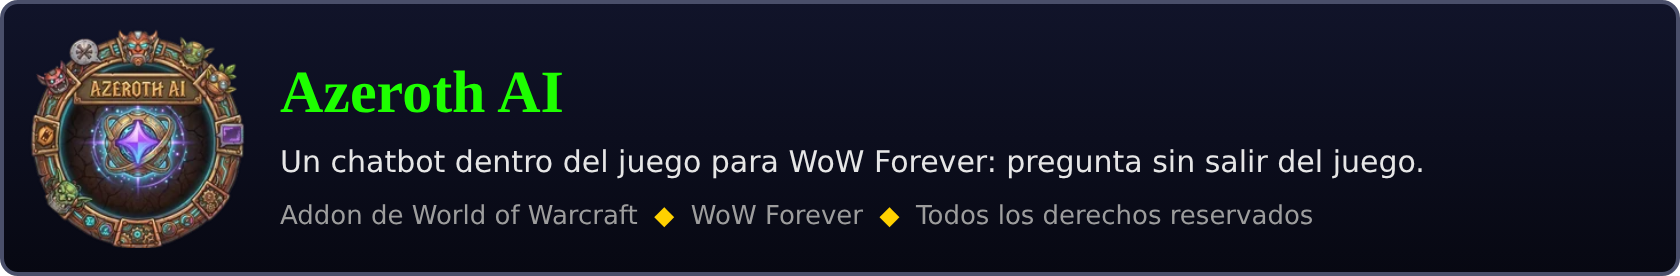 AZEROTH AI
Azeroth AI
Un chatbot dentro del juego para WoW Forever: pregunta sin salir del juego.
Addon de World of Warcraft ◆ WoW Forever ◆ Todos los derechos reservados